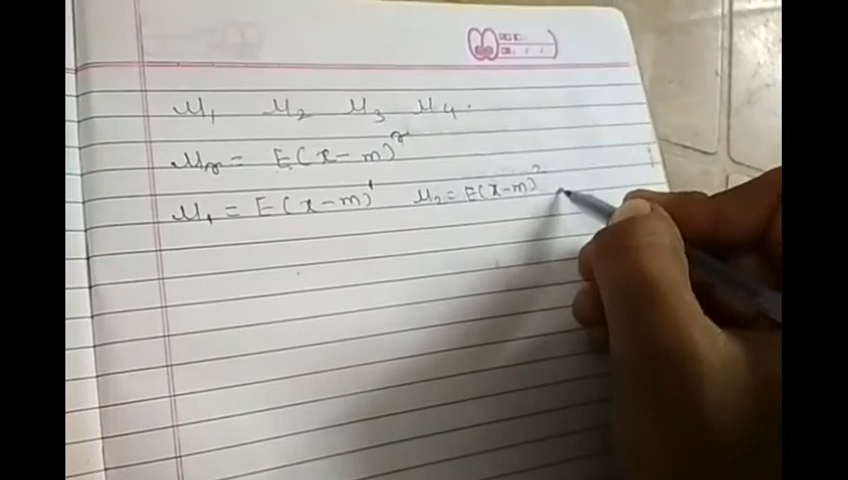 μ₁ μ₂ μ₃ μ₄.
μᵣ = E(x-m)ʳ
μ₁ = E(x-m)¹ μ₂ = E(x-m)²